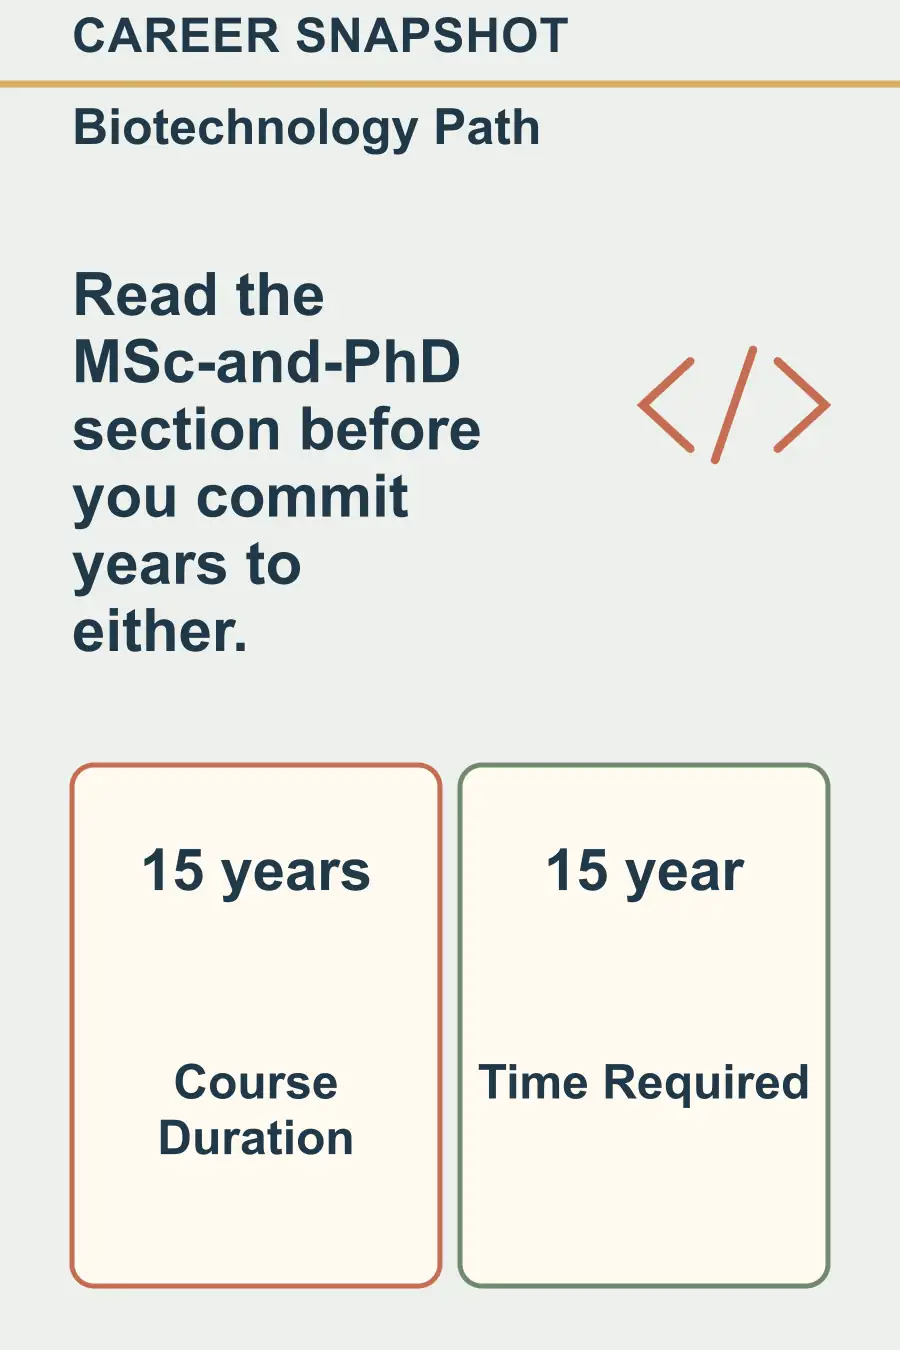 CAREER SNAPSHOT
Biotechnology Path
Read the
MSc-and-PhD
section before
you commit
years to
either.
15 years
Course
Duration
15 year
Time Required